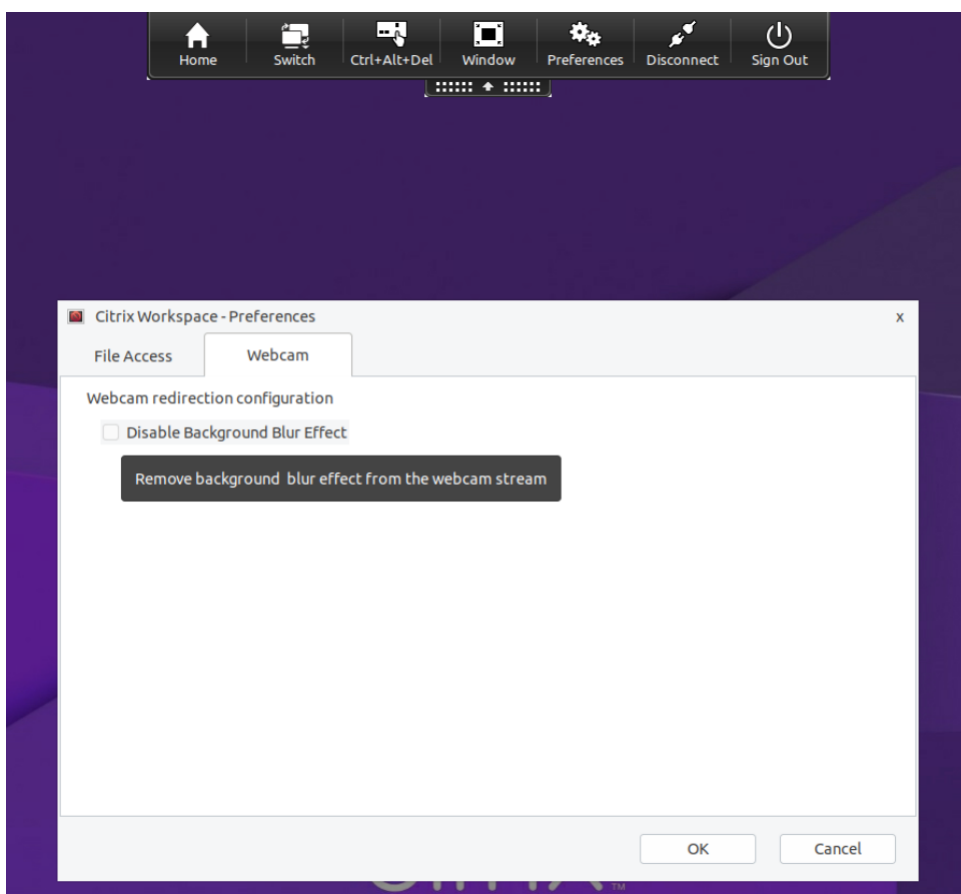 Home Switch Ctrl+Alt+Del Window Preferences Disconnect Sign Out
Citrix Workspace - Preferences x
File Access Webcam
Webcam redirection configuration
Disable Background Blur Effect
Remove background blur effect from the webcam stream
OK Cancel
TM